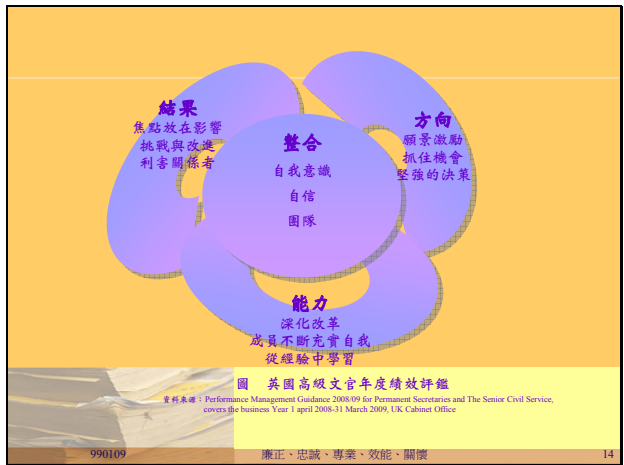 結果
焦點放在影響
挑戰與改進
利害關係者
方向
願景激勵
抓住機會
堅強的決策
整合
自我意識
自信
團隊
能力
深化改革
成員不斷充實自我
從經驗中學習
圖 英國高級文官年度績效評鑑
資料來源：Performance Management Guidance 2008/09 for Permanent Secretaries and The Senior Civil Service,
covers the business Year 1 april 2008-31 March 2009, UK Cabinet Office
990109 廉正、忠誠、專業、效能、關懷 14